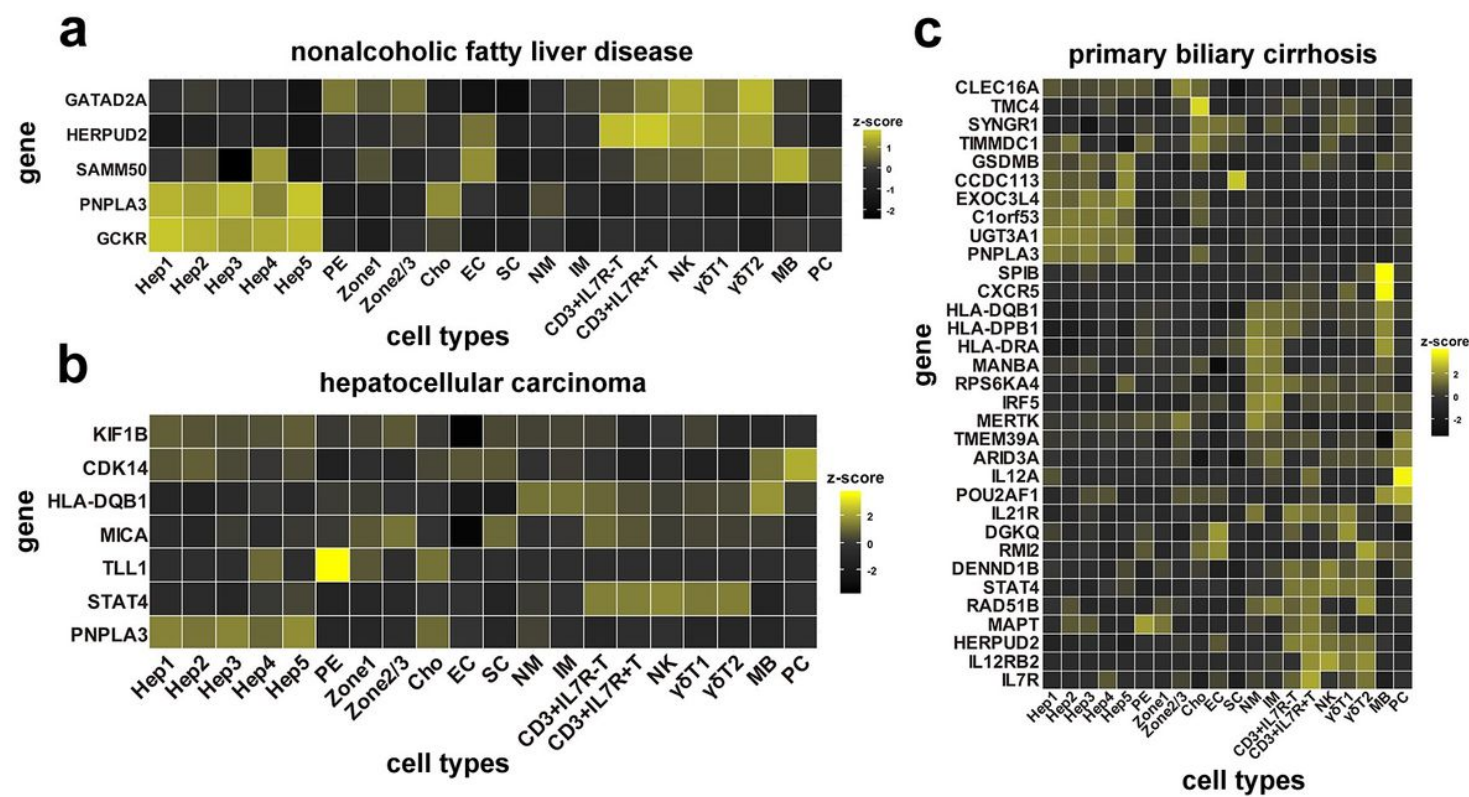 a
nonalcoholic fatty liver disease
gene
GATAD2A
HERPUD2
SAMM50
PNPLA3
GCKR
Hep1 Hep2 Hep3 Hep4 Hep5 PE Zone1 Zone2/3 Cho EC SC NM IM CD3+IL7R-T CD3+IL7R+T NK γδT1 γδT2 MB PC
cell types
z-score
1
0
-1
-2
b
hepatocellular carcinoma
gene
KIF1B
CDK14
HLA-DQB1
MICA
TLL1
STAT4
PNPLA3
Hep1 Hep2 Hep3 Hep4 Hep5 PE Zone1 Zone2/3 Cho EC SC NM IM CD3+IL7R-T CD3+IL7R+T NK γδT1 γδT2 MB PC
cell types
z-score
2
0
-2
c
primary biliary cirrhosis
gene
CLEC16A
TMC4
SYNGR1
TIMMDC1
GSDMB
CCDC113
EXOC3L4
C1orf53
UGT3A1
PNPLA3
SPIB
CXCR5
HLA-DQB1
HLA-DPB1
HLA-DRA
MANBA
RPS6KA4
IRF5
MERTK
TMEM39A
ARID3A
IL12A
POU2AF1
IL21R
DGKQ
RMI2
DENND1B
STAT4
RAD51B
MAPT
HERPUD2
IL12RB2
IL7R
Hep1 Hep2 Hep3 Hep4 Hep5 PE Zone1 Zone2/3 Cho EC SC NM IM CD3+IL7R-T CD3+IL7R+T NK γδT1 γδT2 MB PC
cell types
z-score
2
0
-2